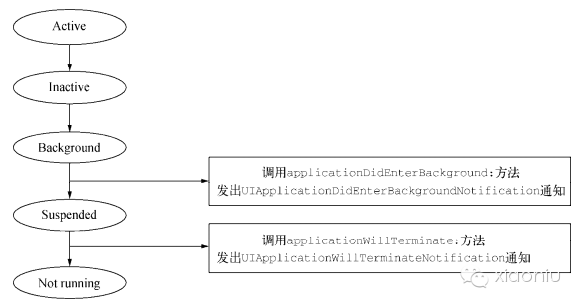 Active
Inactive
Background
调用applicationDidEnterBackground:方法
发出UIApplicationDidEnterBackgroundNotification通知
Suspended
调用applicationWillTerminate:方法
发出UIApplicationWillTerminateNotification通知
xiaoniu
Not running